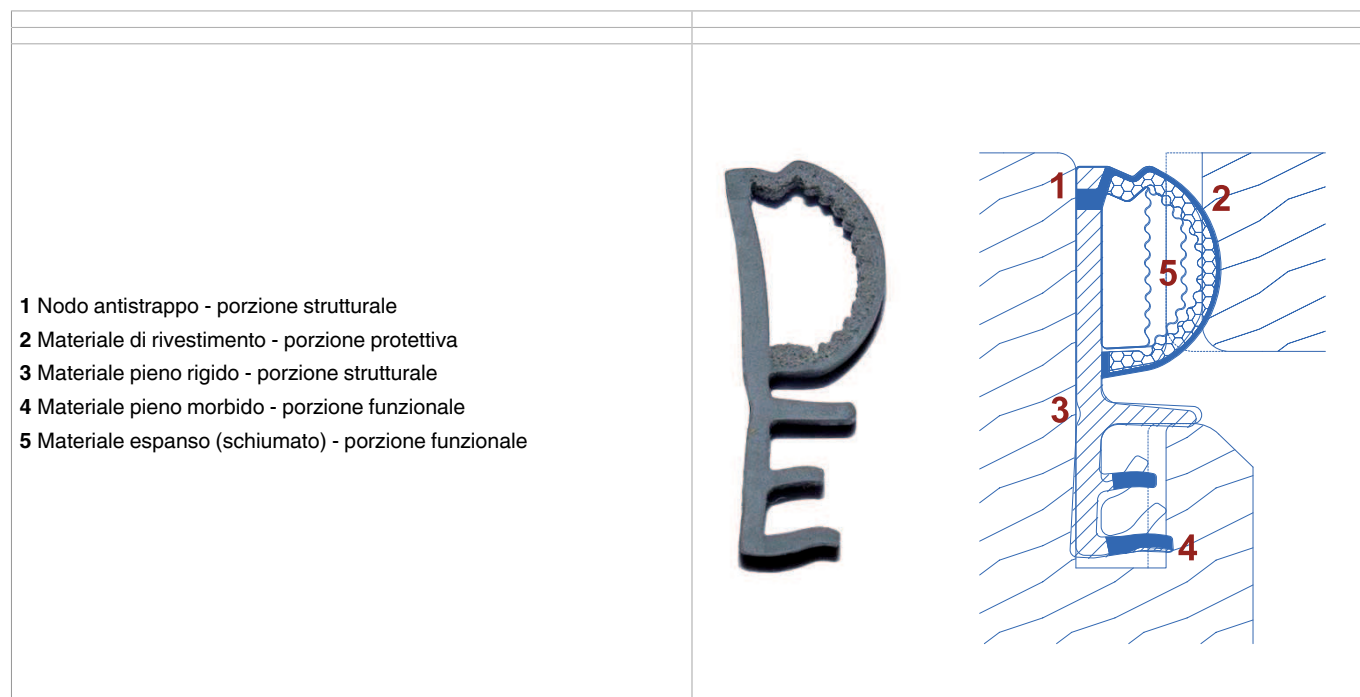 1 Nodo antistrappo - porzione strutturale
2 Materiale di rivestimento - porzione protettiva
3 Materiale pieno rigido - porzione strutturale
4 Materiale pieno morbido - porzione funzionale
5 Materiale espanso (schiumato) - porzione funzionale
1
2
5
3
4